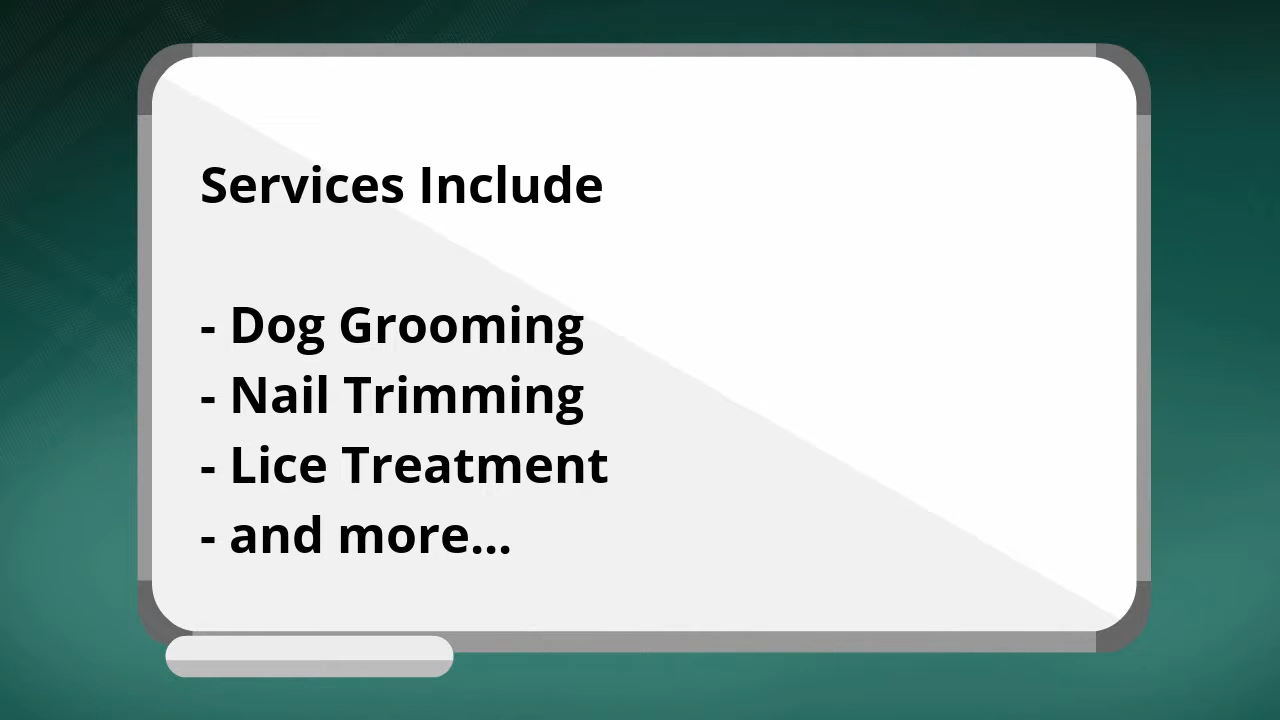 Services Include
- Dog Grooming
- Nail Trimming
- Lice Treatment
- and more...